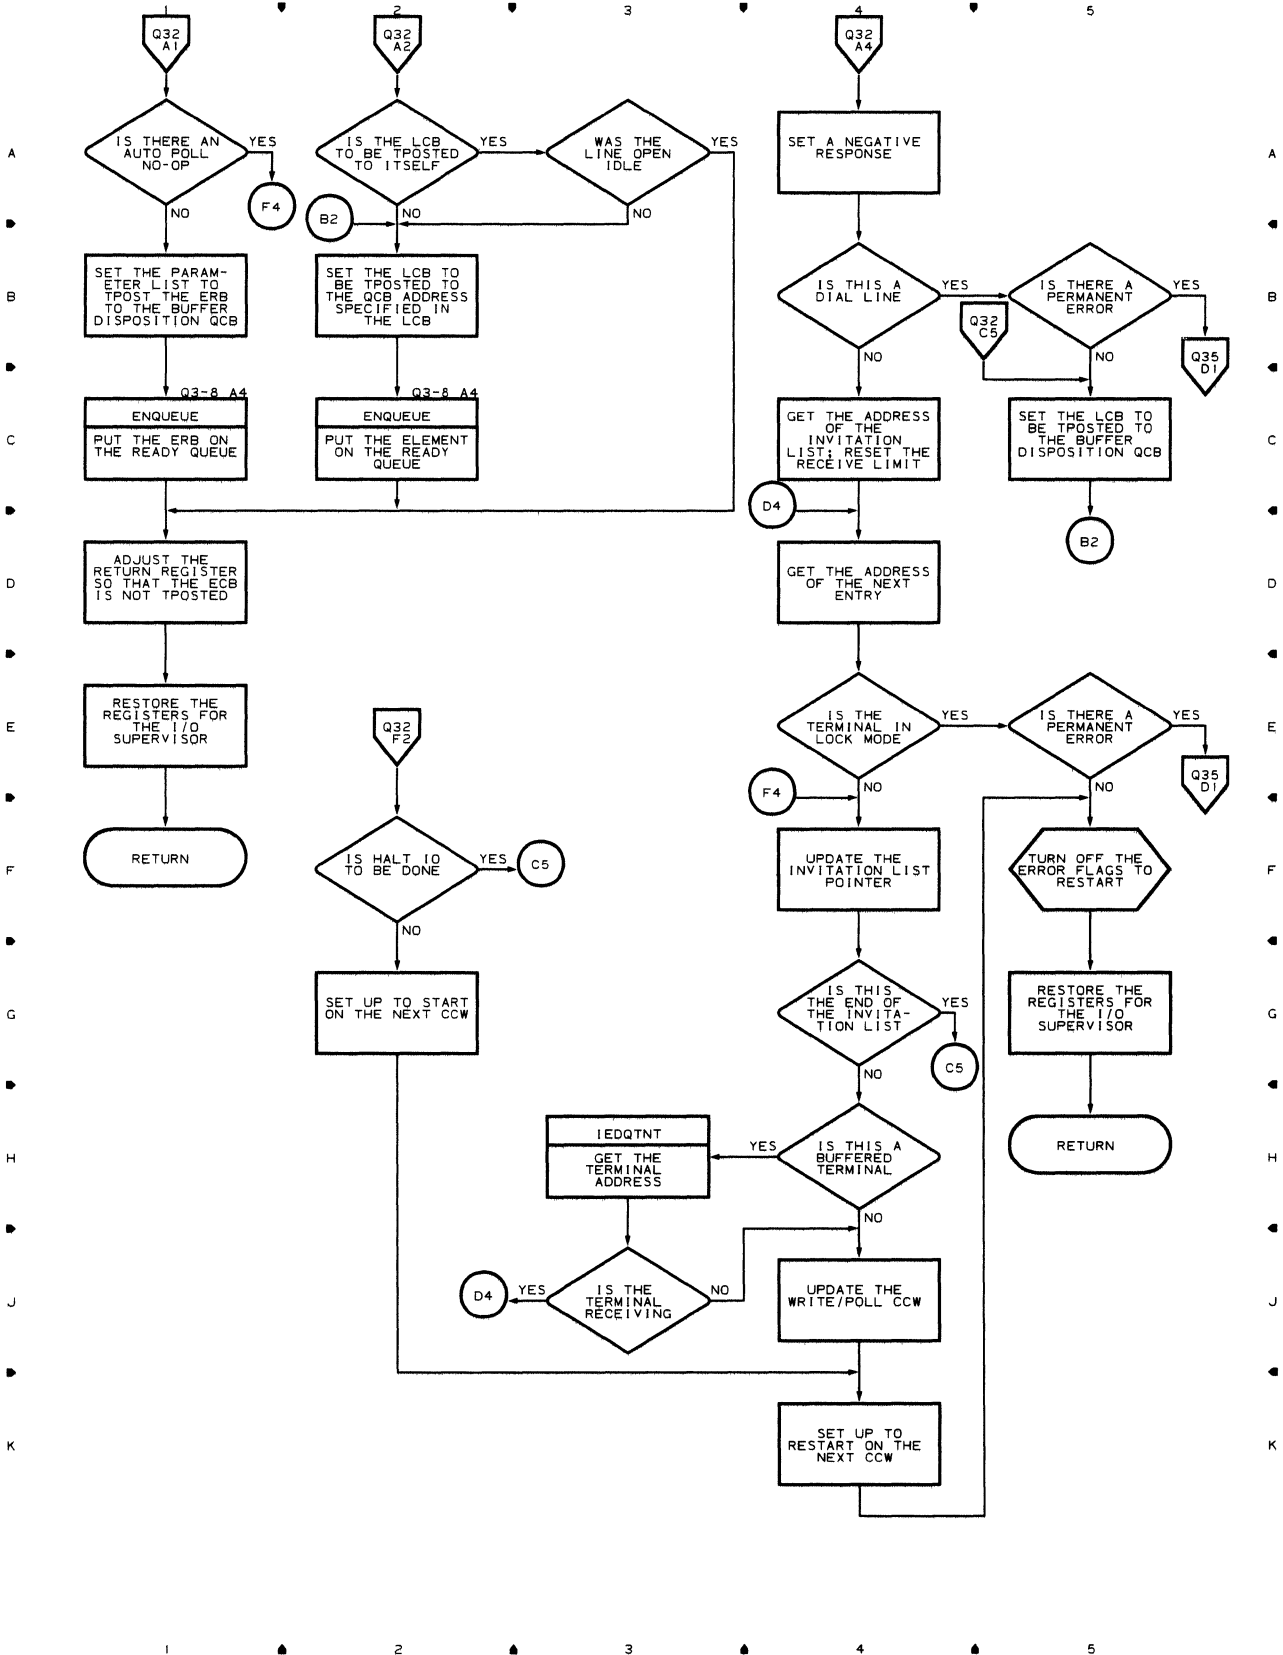 1
2
3
4
5
Q32
A1
Q32
A2
Q32
A4
A
IS THERE AN
AUTO POLL
NO-OP
YES
F4
NO
IS THE LCB
TO BE TPOSTED
TO ITSELF
YES
NO
B2
WAS THE
LINE OPEN
IDLE
YES
NO
SET A NEGATIVE
RESPONSE
A
B
SET THE PARAM-
ETER LIST TO
TPOST THE ERB
TO THE BUFFER
DISPOSITION QCB
SET THE LCB TO
BE TPOSTED TO
THE QCB ADDRESS
SPECIFIED IN
THE LCB
IS THIS A
DIAL LINE
YES
NO
Q32
C5
IS THERE A
PERMANENT
ERROR
YES
NO
Q35
D1
B
C
Q3-8 A4
ENQUEUE
PUT THE ERB ON
THE READY QUEUE
Q3-8 A4
ENQUEUE
PUT THE ELEMENT
ON THE READY
QUEUE
GET THE ADDRESS
OF THE
INVITATION
LIST; RESET THE
RECEIVE LIMIT
SET THE LCB TO
BE TPOSTED TO
THE BUFFER
DISPOSITION QCB
C
D4
B2
D
ADJUST THE
RETURN REGISTER
SO THAT THE ECB
IS NOT TPOSTED
GET THE ADDRESS
OF THE NEXT
ENTRY
D
E
RESTORE THE
REGISTERS FOR
THE I/O
SUPERVISOR
Q32
F2
IS THE
TERMINAL IN
LOCK MODE
YES
NO
IS THERE A
PERMANENT
ERROR
YES
NO
Q35
D1
E
F4
F
RETURN
IS HALT IO
TO BE DONE
YES
C5
NO
UPDATE THE
INVITATION LIST
POINTER
TURN OFF THE
ERROR FLAGS TO
RESTART
F
G
SET UP TO START
ON THE NEXT CCW
IS THIS
THE END OF
THE INVITA-
TION LIST
YES
C5
NO
RESTORE THE
REGISTERS FOR
THE I/O
SUPERVISOR
G
H
IEDQTNT
GET THE
TERMINAL
ADDRESS
YES
IS THIS A
BUFFERED
TERMINAL
NO
RETURN
H
J
D4
YES
IS THE
TERMINAL
RECEIVING
NO
UPDATE THE
WRITE/POLL CCW
J
K
SET UP TO
RESTART ON THE
NEXT CCW
K
1
2
3
4
5